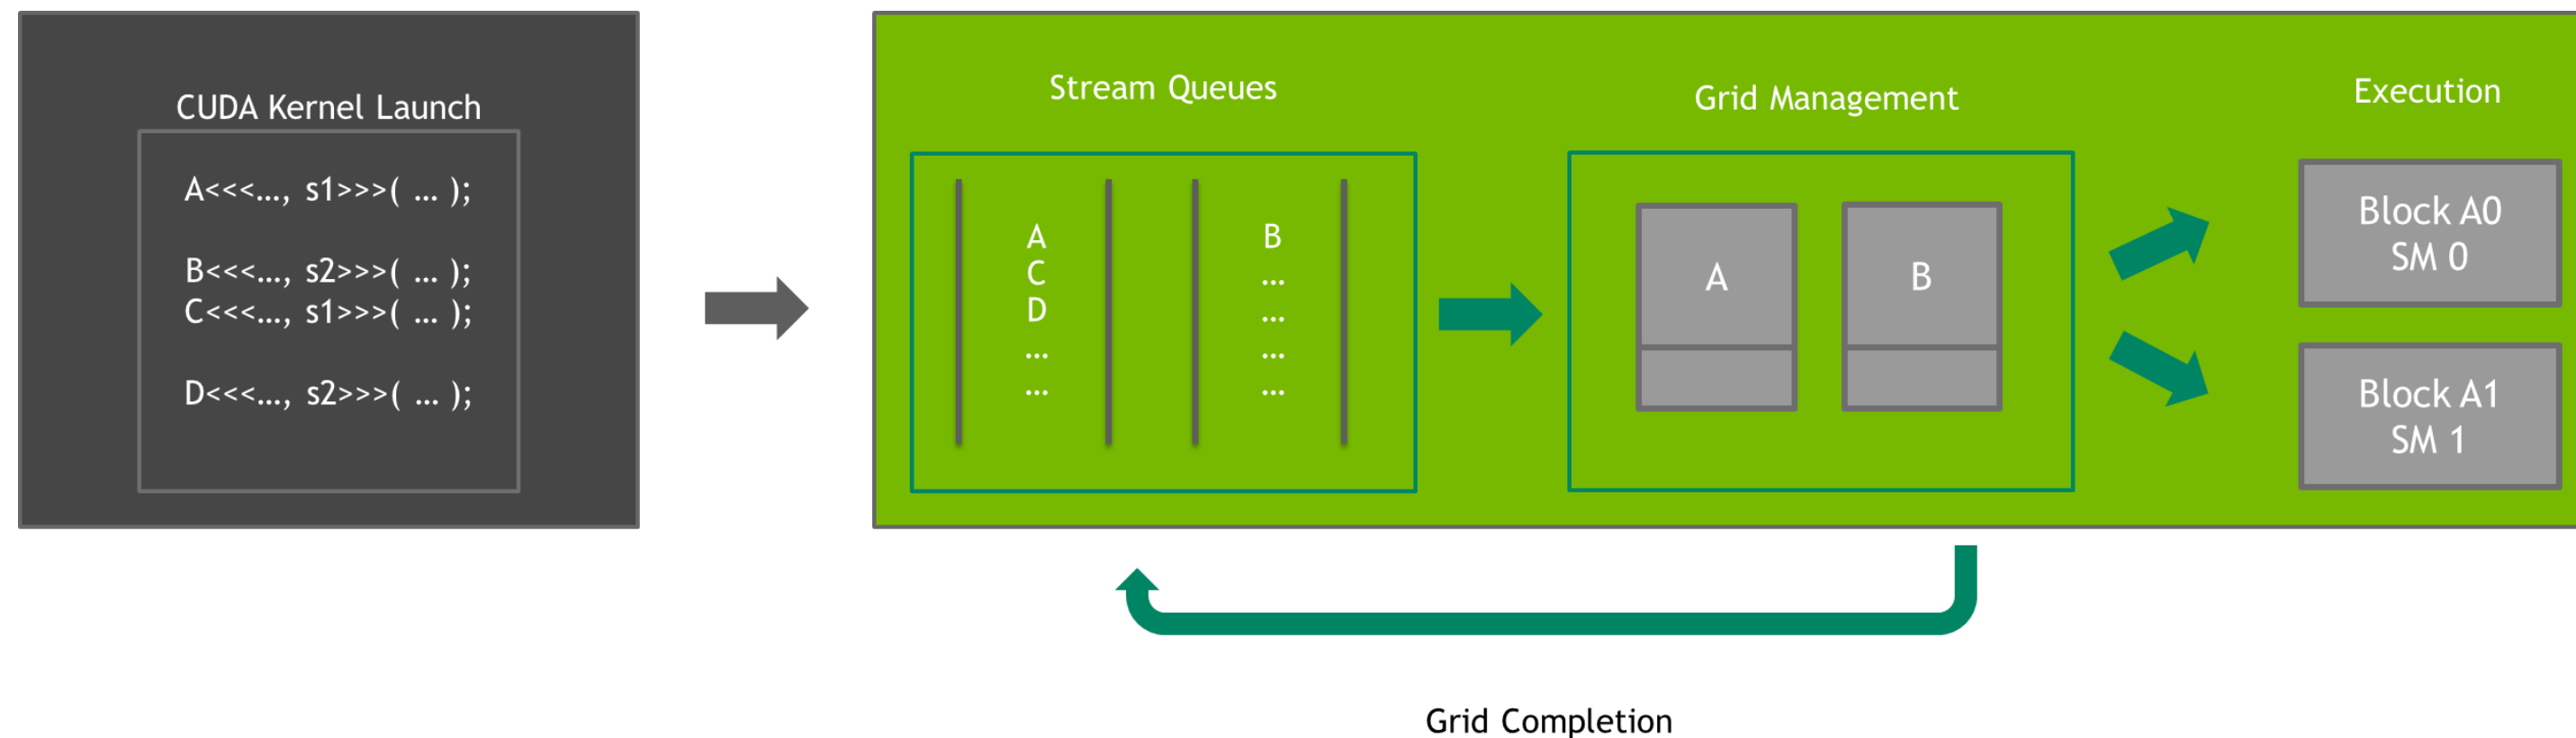 CUDA Kernel Launch
A<<<…, s1>>>( … );
B<<<…, s2>>>( … );
C<<<…, s1>>>( … );
D<<<…, s2>>>( … );
Stream Queues
A
C
D
…
…
B
…
…
…
…
Grid Management
A
B
Execution
Block A0
SM 0
Block A1
SM 1
Grid Completion